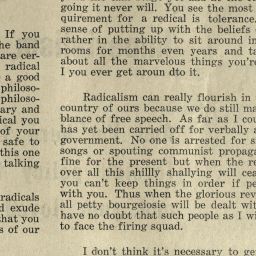 If you
the band
are cer-
radical
e a good
philoso-
philoso-
ary and
ical you
of your
safe to
this one
talking
radicals
d exude
that you
s of our
going it never will. You see the most
quirement for a redical is tolerance.
sense of putting up with the beliefs
rather in the ability to sit around in
rooms for months even years and ta
about all the marvelous things you're
I you ever get aroun dto it.
Radicalism can really flourish in
country of ours because we do still ma
blance of free speech. As far as I cou
has yet been carried off for verbally a
government. No one is arrested for s
songs or spouting communist propaga
fine for the present but when the re
over all this shillly shallying will cea
you can't keep things in order if pe
with you. Thus when the glorious rev
all petty bourgeiosie will be dealt wit
have no doubt that such people as I wi
to face the firing squad.
I don't think it's necessary to ge